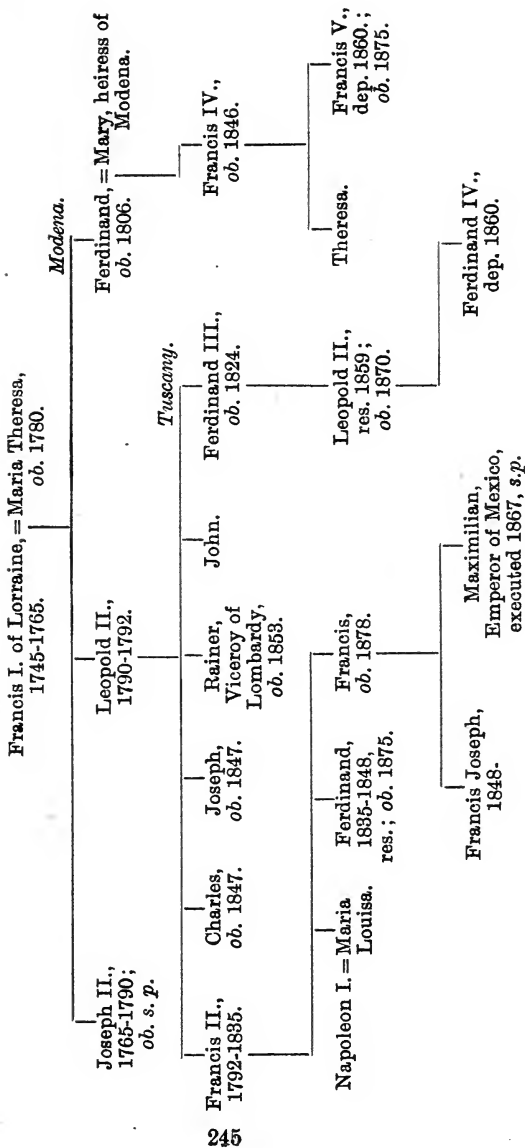 Francis I. of Lorraine,=Maria Theresa,
1745-1765. ob. 1780.
Modena.
Joseph II.,
1765-1790;
ob. s. p.
Leopold II.,
1790-1792.
Ferdinand,=Mary, heiress of
ob. 1806. Modena.
Tuscany.
Francis II.,
1792-1835.
Charles,
ob. 1847.
Joseph,
ob. 1847.
Rainer,
Viceroy of
Lombardy,
ob. 1853.
John.
Ferdinand III.,
ob. 1824.
Francis IV.,
ob. 1846.
Napoleon I.=Maria
Louisa.
Ferdinand,
1835-1848,
res.; ob. 1875.
Francis,
ob. 1878.
Leopold II.,
res. 1859;
ob. 1870.
Theresa.
Francis V.,
dep. 1860.;
ob. 1875.
Francis Joseph,
1848-
Maximilian,
Emperor of Mexico,
executed 1867, s.p.
Ferdinand IV.,
dep. 1860.
245